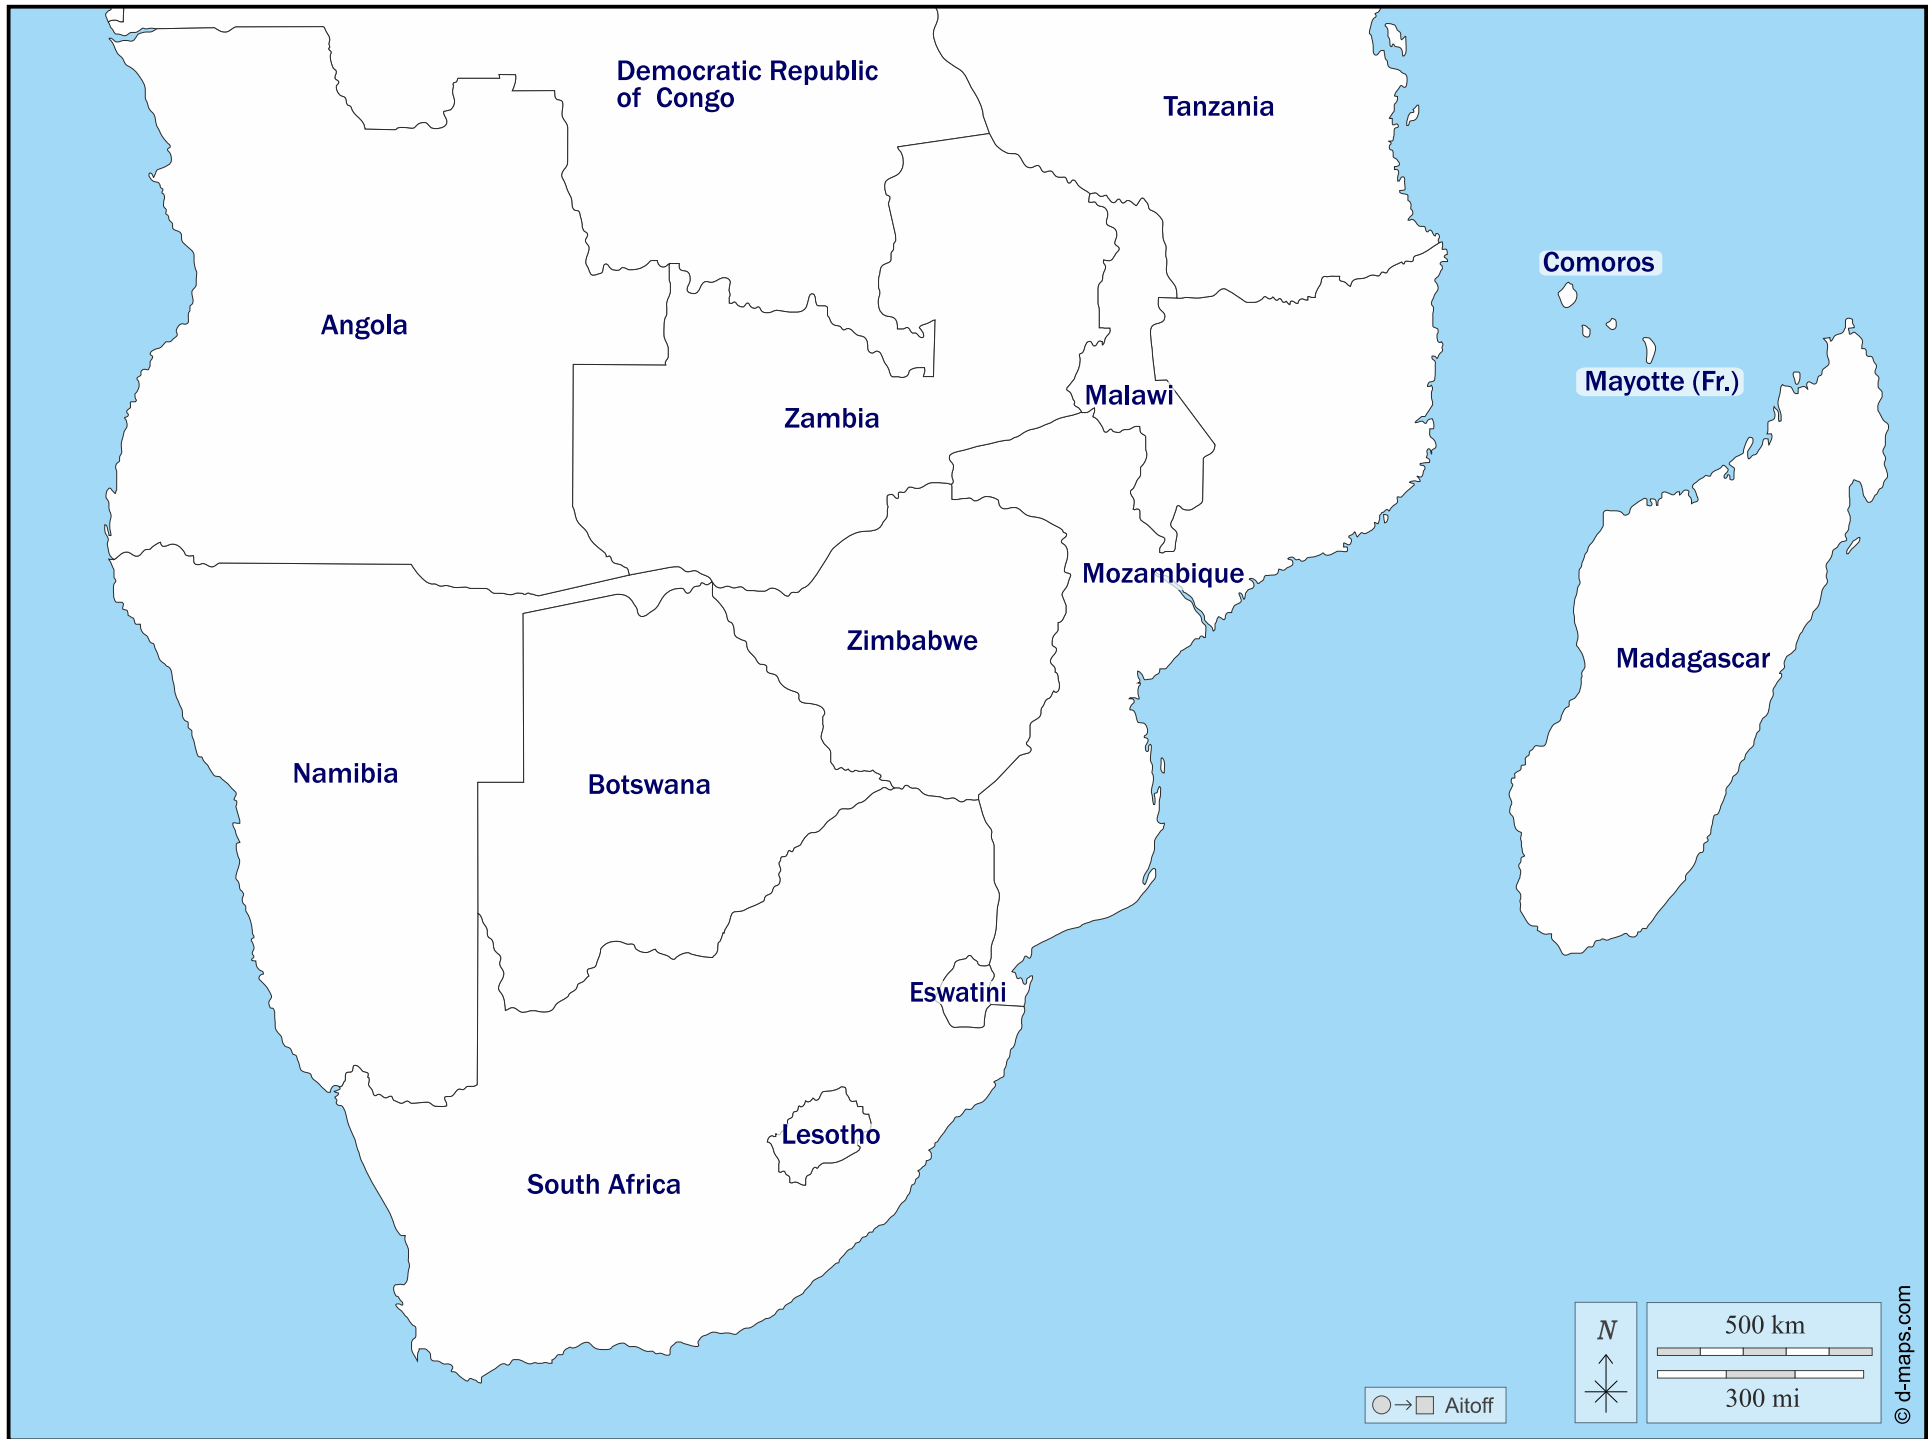 Democratic Republic
of Congo
Tanzania
Comoros
Angola
Mayotte (Fr.)
Malawi
Zambia
Mozambique
Zimbabwe
Madagascar
Namibia
Botswana
Eswatini
Lesotho
South Africa
N
500 km
300 mi
Aitoff
© d-maps.com